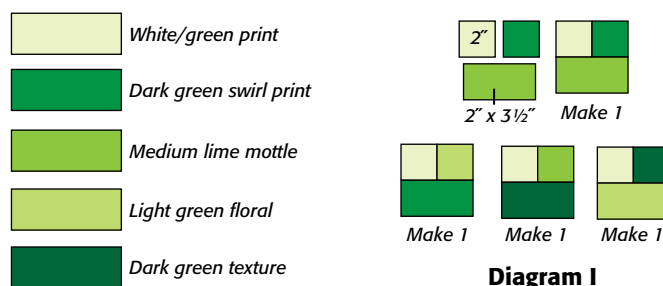 White/green print
Dark green swirl print
Medium lime mottle
Light green floral
Dark green texture
2″
2″ x 3½″
Make 1
Make 1
Make 1
Make 1
Diagram I